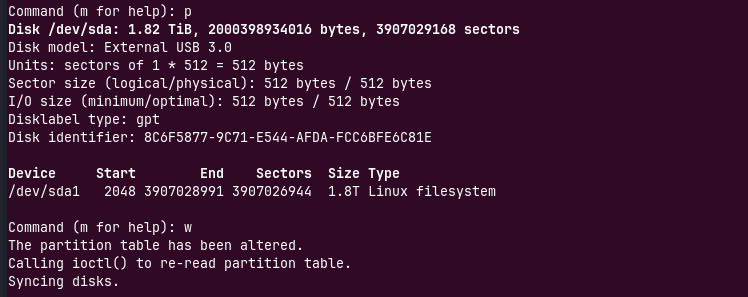 Command (m for help): p
Disk /dev/sda: 1.82 TiB, 2000398934016 bytes, 3907029168 sectors
Disk model: External USB 3.0
Units: sectors of 1 * 512 = 512 bytes
Sector size (logical/physical): 512 bytes / 512 bytes
I/O size (minimum/optimal): 512 bytes / 512 bytes
Disklabel type: gpt
Disk identifier: 8C6F5877-9C71-E544-AFDA-FCC6BFE6C81E
Device     Start        End    Sectors  Size Type
/dev/sda1   2048 3907028991 3907026944  1.8T Linux filesystem
Command (m for help): w
The partition table has been altered.
Calling ioctl() to re-read partition table.
Syncing disks.